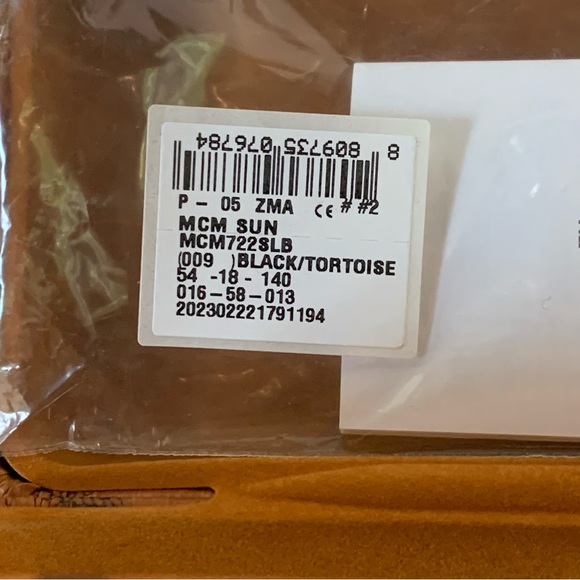 8 809735 076784
P - 05 ZMA CE # #2
MCM SUN
MCM722SLB
(009 )BLACK/TORTOISE
54 -18 - 140
016-58-013
202302221791194